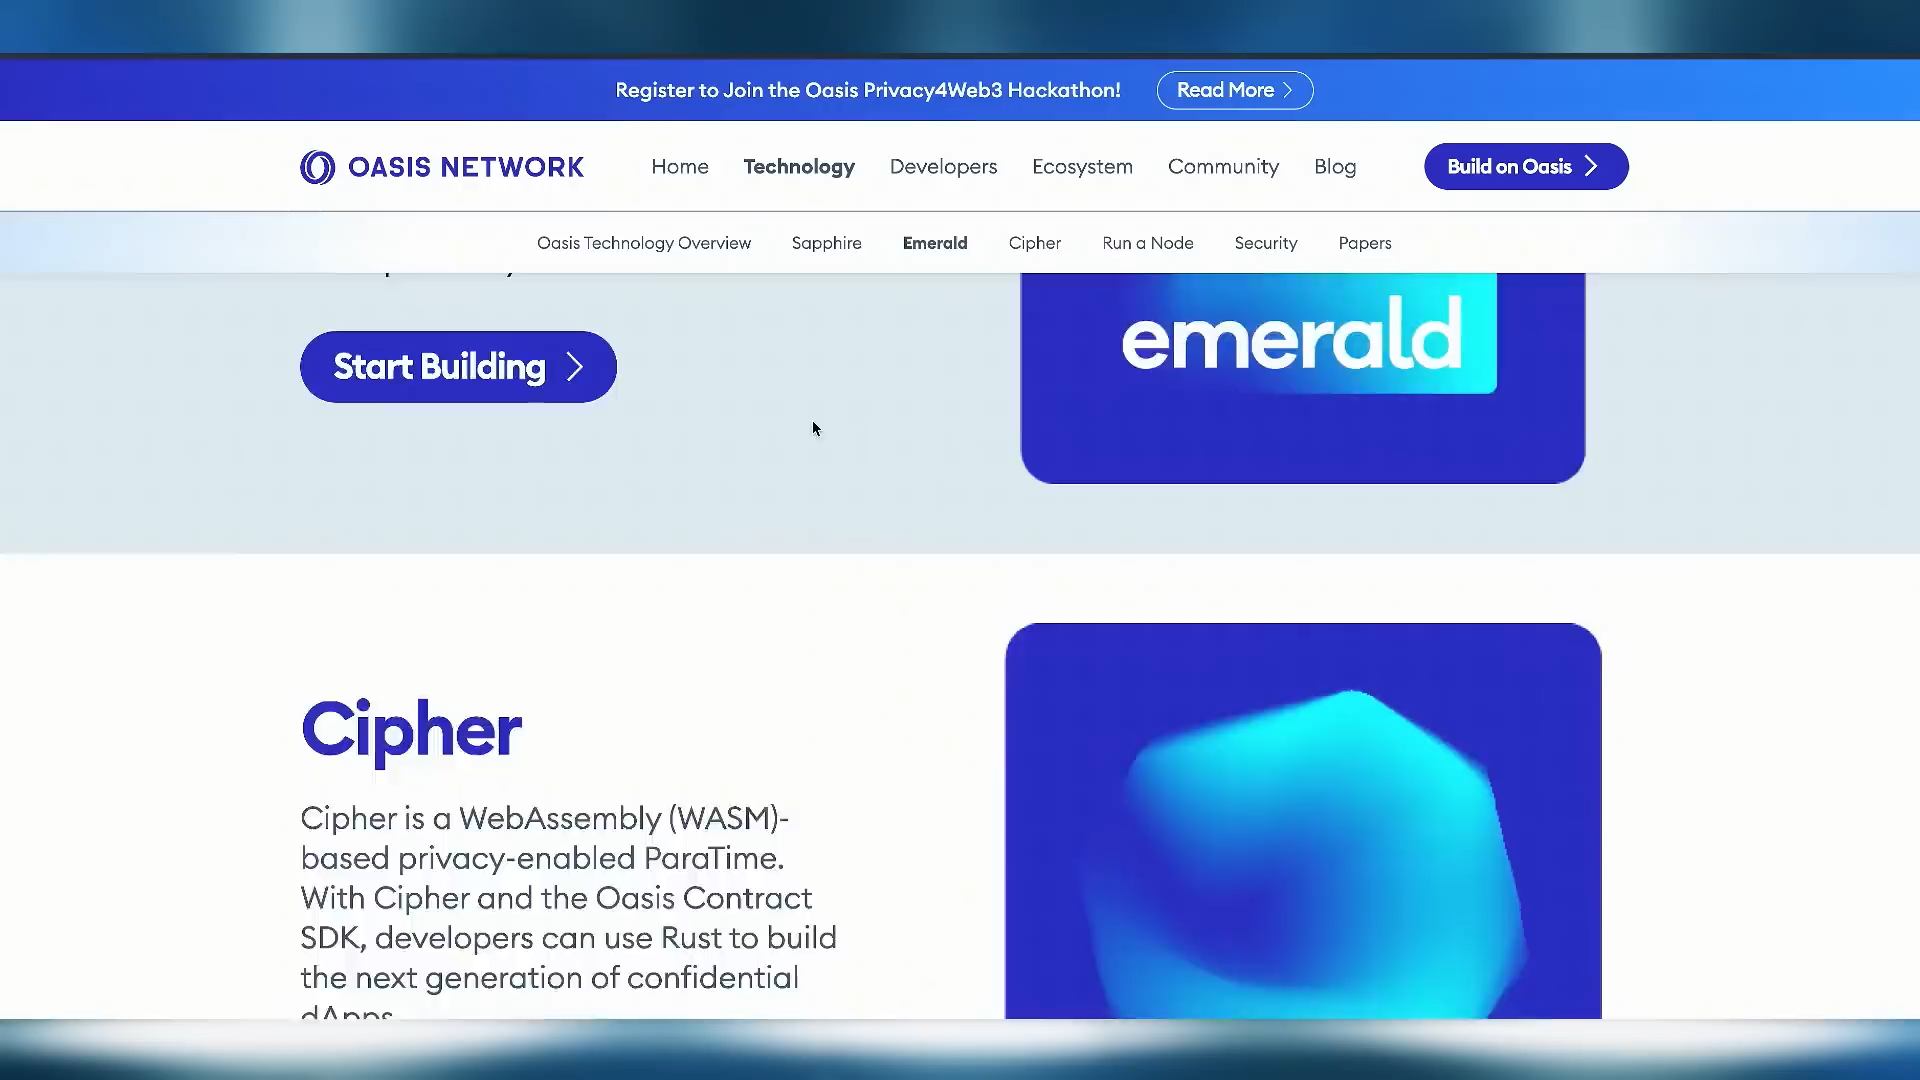 Register to Join the Oasis Privacy4Web3 Hackathon! Read More
OASIS NETWORK Home Technology Developers Ecosystem Community Blog Build on Oasis
Oasis Technology Overview Sapphire Emerald Cipher Run a Node Security Papers
emerald
Start Building
Cipher
Cipher is a WebAssembly (WASM)-
based privacy-enabled ParaTime.
With Cipher and the Oasis Contract
SDK, developers can use Rust to build
the next generation of confidential
dApps